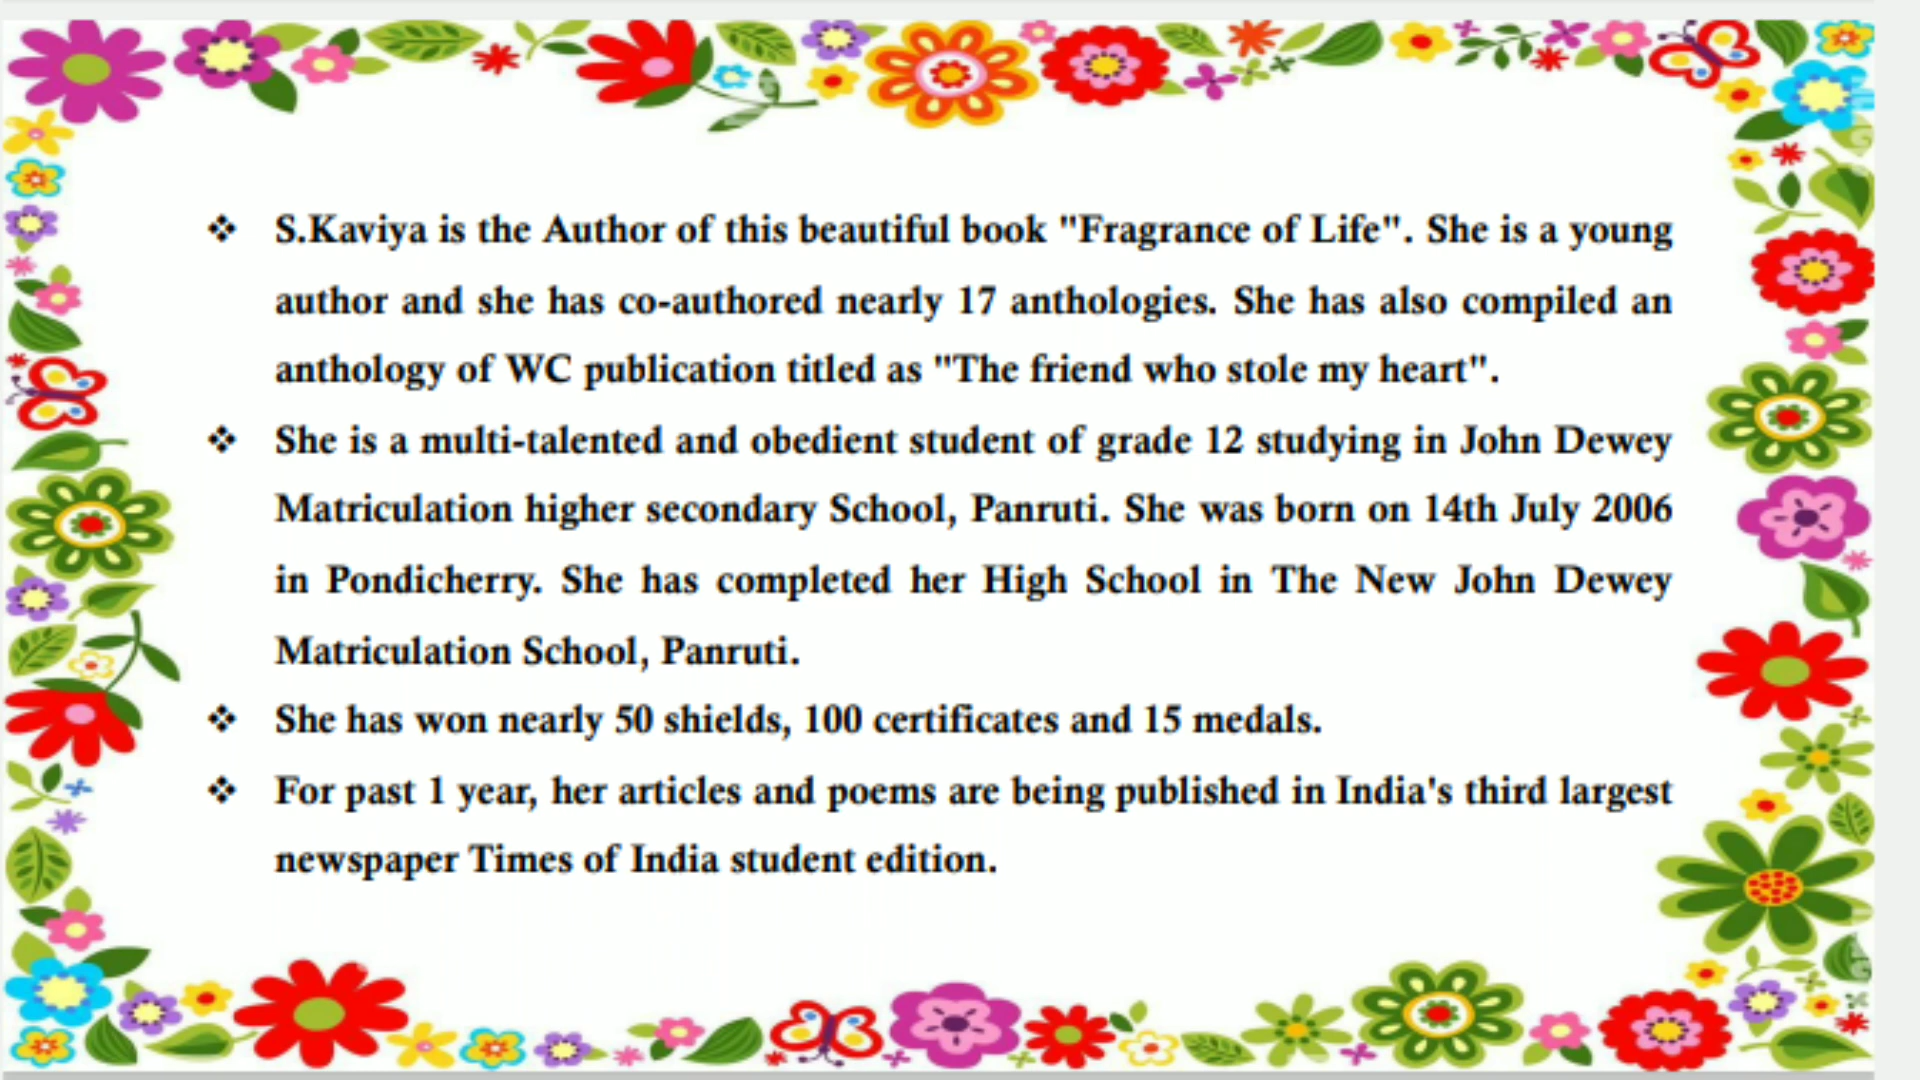 ❖ S.Kaviya is the Author of this beautiful book "Fragrance of Life". She is a young
author and she has co-authored nearly 17 anthologies. She has also compiled an
anthology of WC publication titled as "The friend who stole my heart".
❖ She is a multi-talented and obedient student of grade 12 studying in John Dewey
Matriculation higher secondary School, Panruti. She was born on 14th July 2006
in Pondicherry. She has completed her High School in The New John Dewey
Matriculation School, Panruti.
❖ She has won nearly 50 shields, 100 certificates and 15 medals.
❖ For past 1 year, her articles and poems are being published in India's third largest
newspaper Times of India student edition.